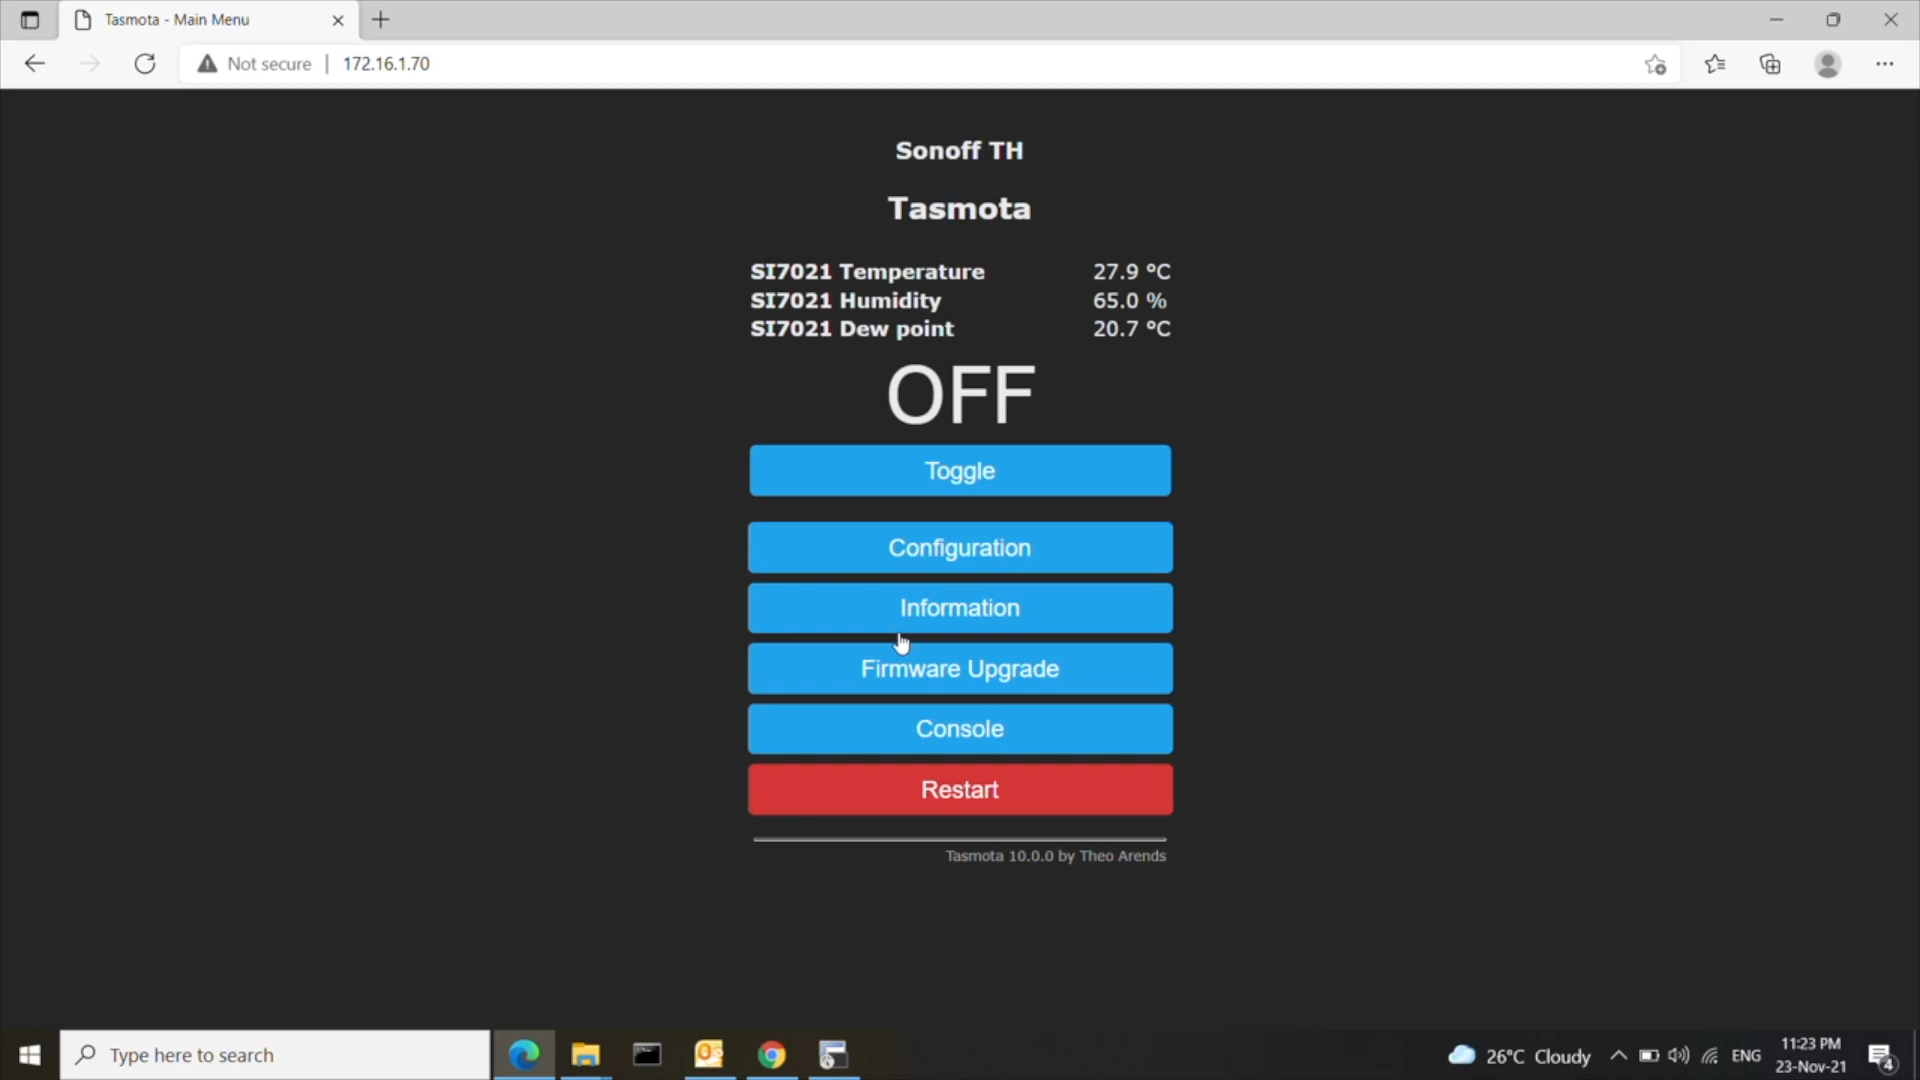 Tasmota - Main Menu
Not secure | 172.16.1.70
Sonoff TH
Tasmota
SI7021 Temperature 27.9 °C
SI7021 Humidity 65.0 %
SI7021 Dew point 20.7 °C
OFF
Toggle
Configuration
Information
Firmware Upgrade
Console
Restart
Tasmota 10.0.0 by Theo Arends
Type here to search
26°C Cloudy
ENG
11:23 PM
23-Nov-21
4